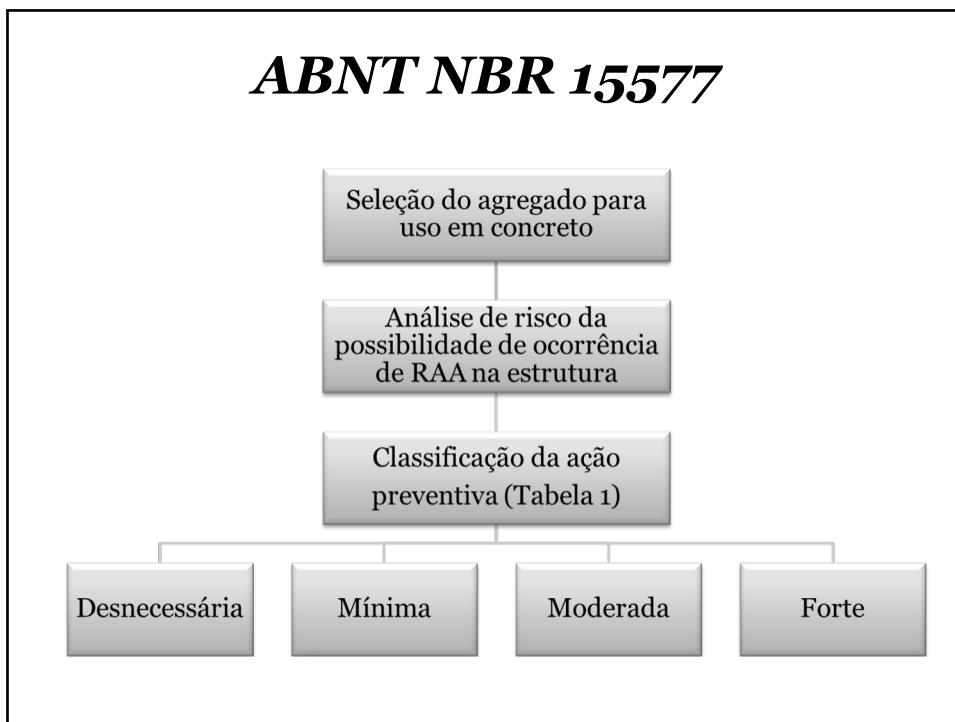 ABNT NBR 15577
Seleção do agregado para
uso em concreto
Análise de risco da
possibilidade de ocorrência
de RAA na estrutura
Classificação da ação
preventiva (Tabela 1)
Desnecessária
Mínima
Moderada
Forte